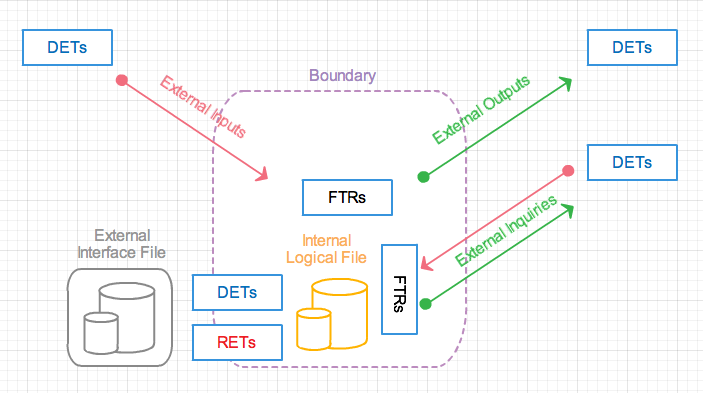 DETs
DETs
Boundary
External Inputs
External Outputs
DETs
FTRs
External Inquiries
External
Interface File
Internal
Logical File
FTRs
DETs
RETs